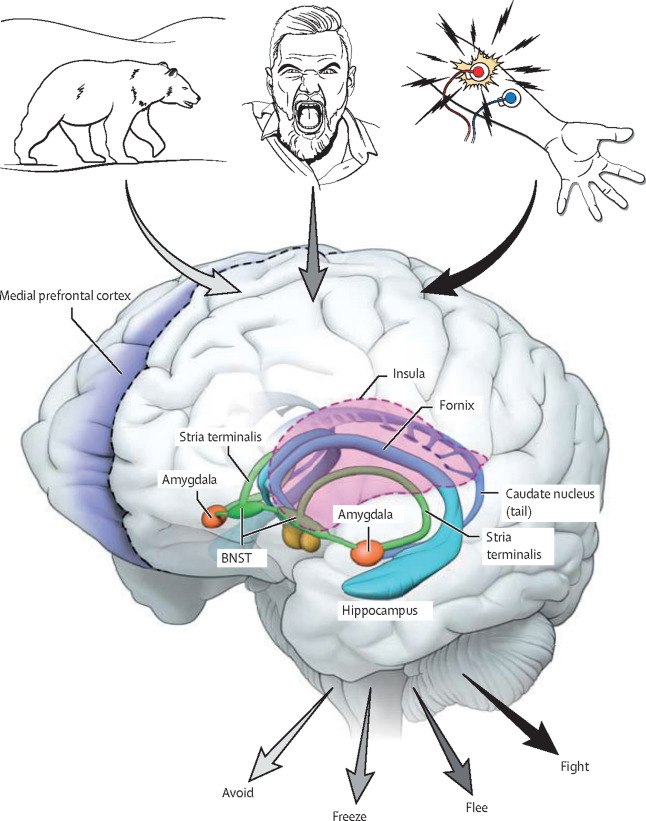 Medial prefrontal cortex
Insula
Fornix
Stria terminalis
Amygdala
Caudate nucleus
(tail)
Amygdala
Stria
terminalis
BNST
Hippocampus
Avoid
Freeze
Flee
Fight